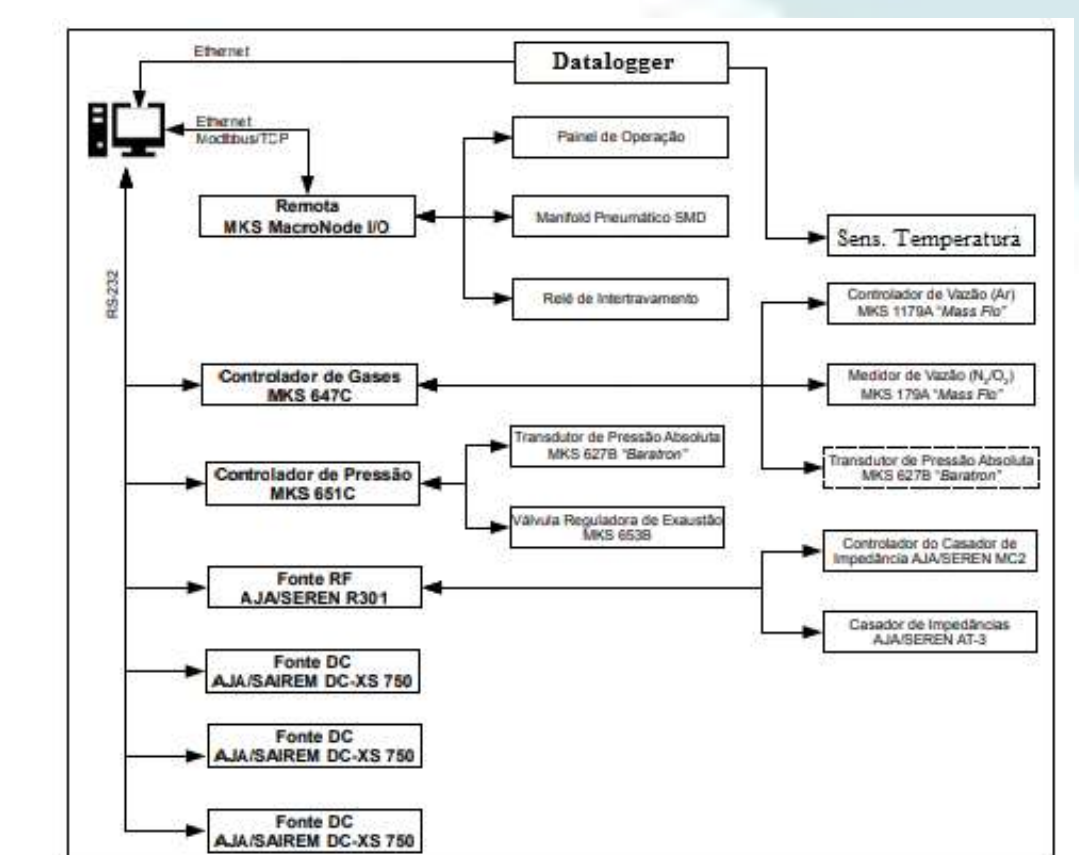 Ethernet
Datalogger
Ethernet
Modbus/TCP
Painel de Operação
Remota
MKS MacroNode I/O
Manifold Pneumático SMD
Sens. Temperatura
RS-232
Relé de Intertravamento
Controlador de Vazão (Ar)
MKS 1179A "Mass Flo"
Controlador de Gases
MKS 647C
Medidor de Vazão (N₂/O₂)
MKS 179A "Mass Flo"
Transdutor de Pressão Absoluta
MKS 627B "Baratron"
Controlador de Pressão
MKS 651C
Transdutor de Pressão Absoluta
MKS 627B "Baratron"
Válvula Reguladora de Exaustão
MKS 653B
Controlador do Casador de
Impedância AJA/SEREN MC2
Fonte RF
AJA/SEREN R301
Casador de Impedâncias
AJA/SEREN AT-3
Fonte DC
AJA/SAIREM DC-XS 750
Fonte DC
AJA/SAIREM DC-XS 750
Fonte DC
AJA/SAIREM DC-XS 750